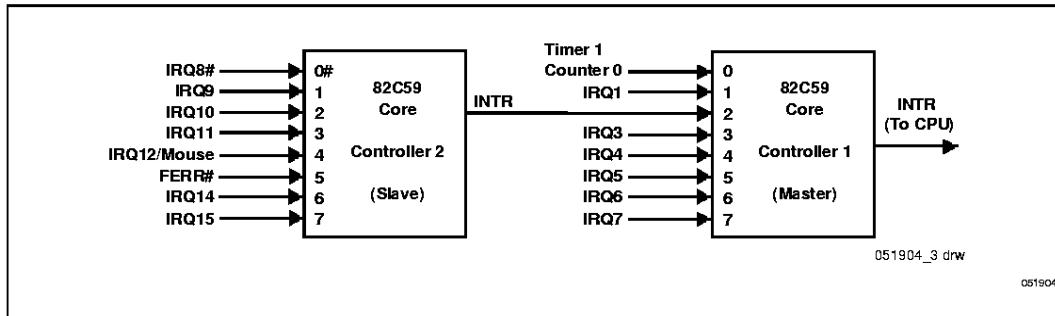 IRQ8#
IRQ9
IRQ10
IRQ11
IRQ12/Mouse
FERR#
IRQ14
IRQ15
0#
1
2
3
4
5
6
7
82C59
Core
Controller 2
(Slave)
INTR
Timer 1
Counter 0
IRQ1
IRQ3
IRQ4
IRQ5
IRQ6
IRQ7
0
1
2
3
4
5
6
7
82C59
Core
Controller 1
(Master)
INTR
(To CPU)
051904_3 drw
051904